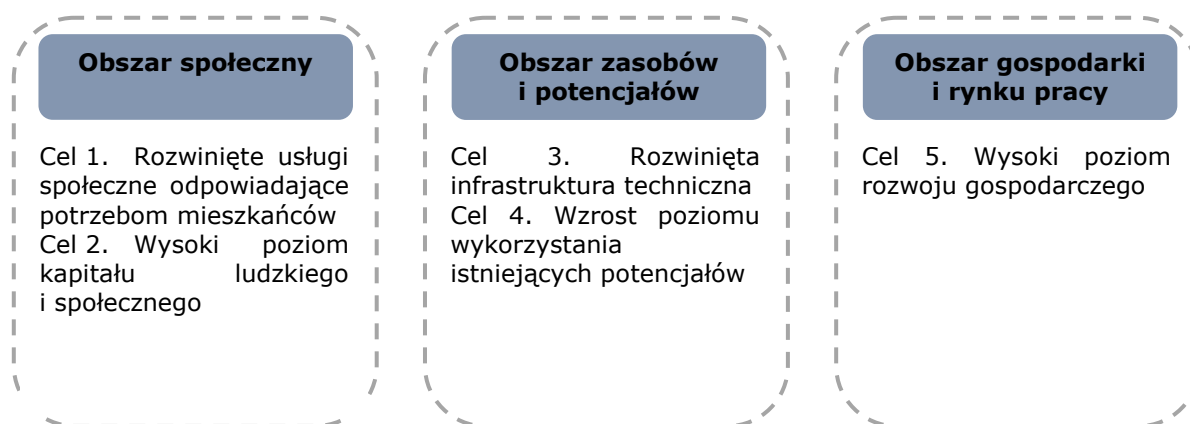 Obszar społeczny
Cel 1. Rozwinięte usługi
społeczne odpowiadające
potrzebom mieszkańców
Cel 2. Wysoki poziom
kapitału ludzkiego
i społecznego
Obszar zasobów
i potencjałów
Cel 3. Rozwinięta
infrastruktura techniczna
Cel 4. Wzrost poziomu
wykorzystania
istniejących potencjałów
Obszar gospodarki
i rynku pracy
Cel 5. Wysoki poziom
rozwoju gospodarczego